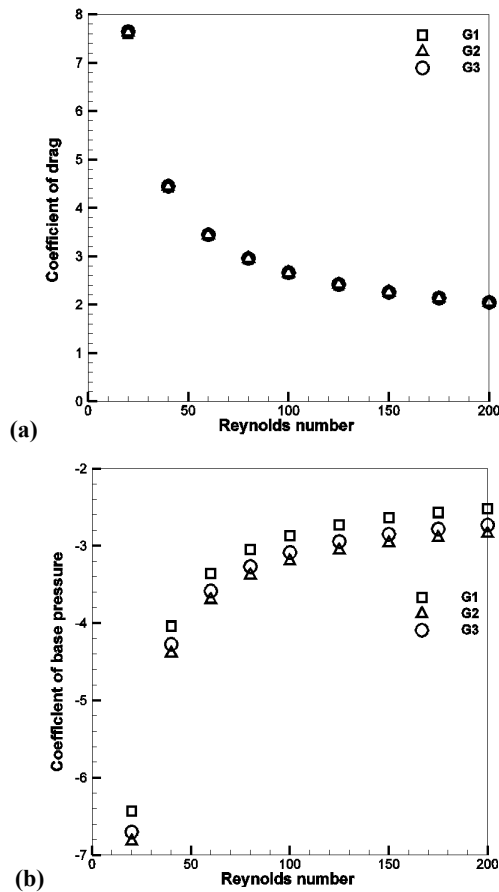 8
7
6
5
4
3
2
1
0
Coefficient of drag
G1
G2
G3
0
50
100
150
200
Reynolds number
(a)
-2
-3
-4
-5
-6
-7
Coefficient of base pressure
G1
G2
G3
0
50
100
150
200
Reynolds number
(b)